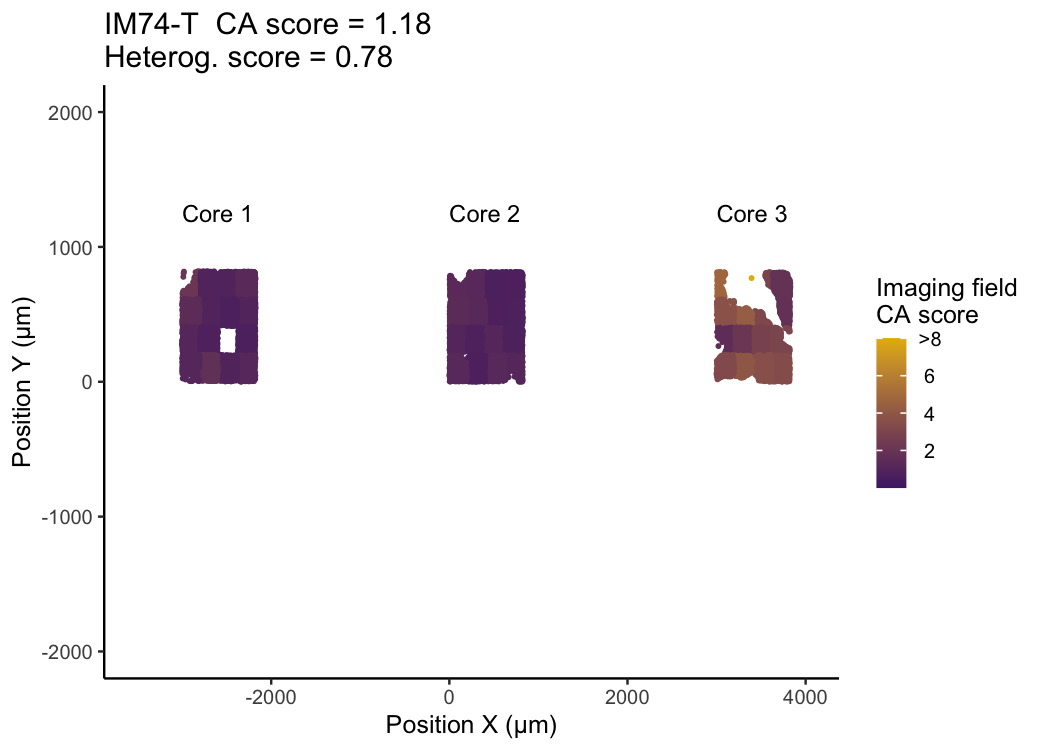 IM74-T  CA score = 1.18
Heterog. score = 0.78
Position Y (µm)
2000
1000
0
-1000
-2000
Core 1
Core 2
Core 3
-2000
0
2000
4000
Position X (µm)
Imaging field
CA score
>8
6
4
2